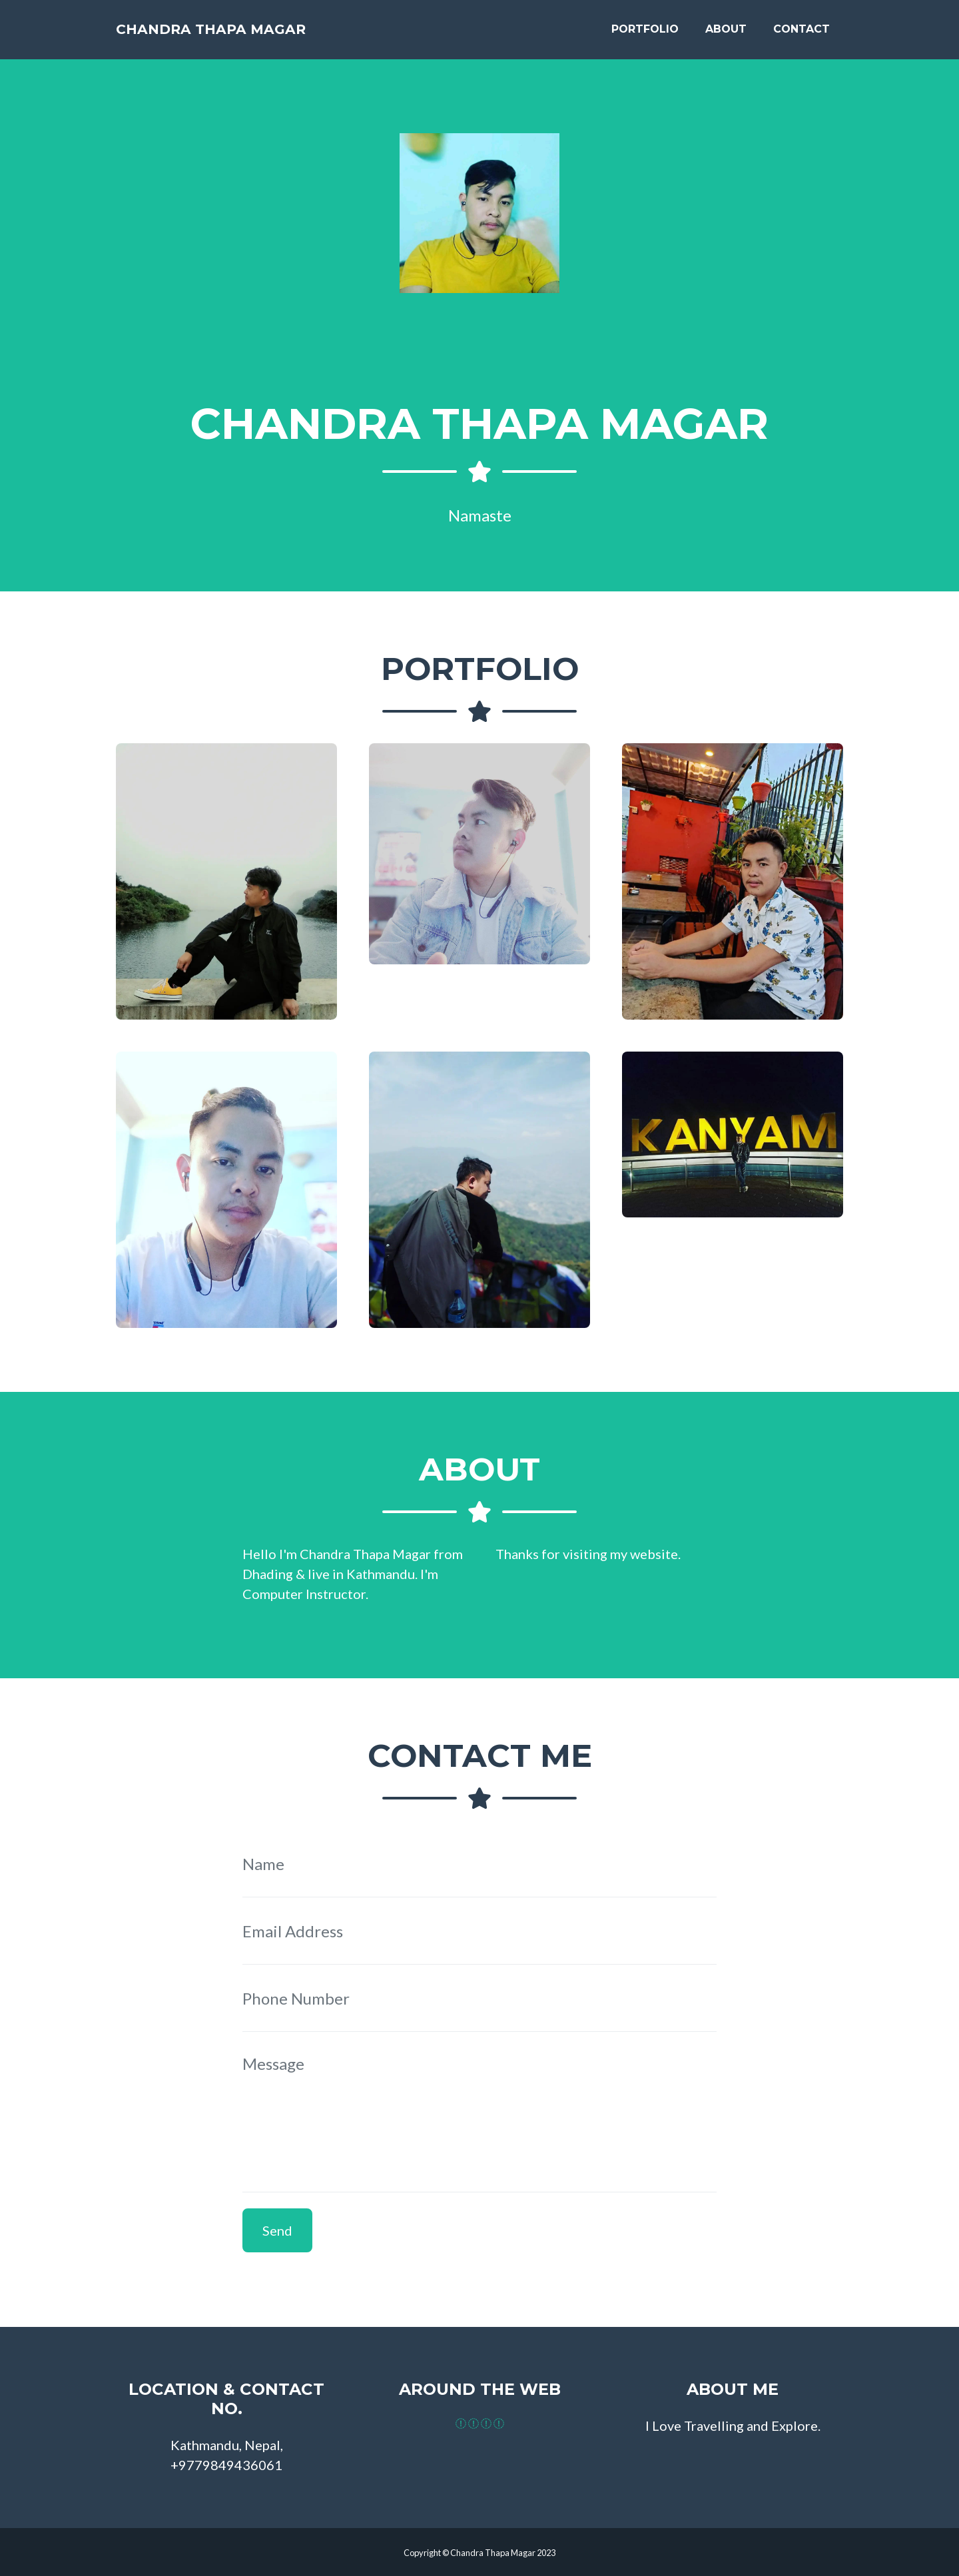 CHANDRA THAPA MAGAR
PORTFOLIO ABOUT CONTACT
CHANDRA THAPA MAGAR
Namaste
PORTFOLIO
KANYAM
ABOUT
Hello I'm Chandra Thapa Magar from
Dhading & live in Kathmandu. I'm
Computer Instructor.
Thanks for visiting my website.
CONTACT ME
Name
Email Address
Phone Number
Message
Send
LOCATION & CONTACT
NO.
Kathmandu, Nepal,
+9779849436061
AROUND THE WEB
ABOUT ME
I Love Travelling and Explore.
Copyright © Chandra Thapa Magar 2023